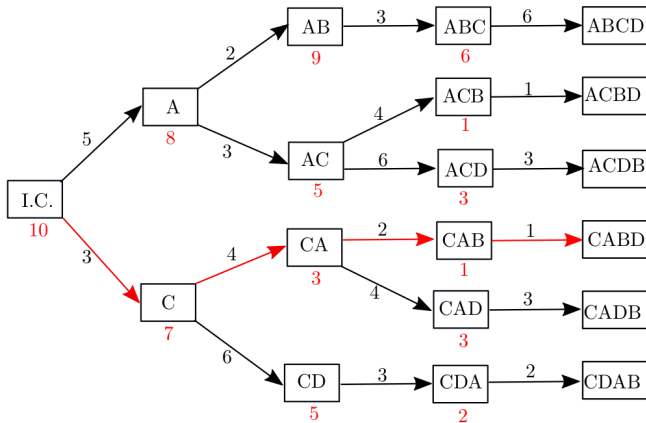 AB 3 ABC 6 ABCD
2
9 6
A
5 8
ACB 1 ACBD
4
3 AC 1
6 ACD 3 ACDB
5 3
I.C.
10
CA 2 CAB 1 CABD
3 4
3 1
C 4
7 CAD 3 CADB
6 3
CD 3 CDA 2 CDAB
5 2